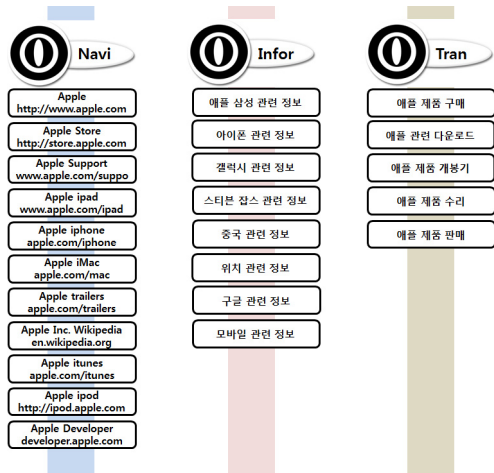 Navi
Apple
http://www.apple.com
Apple Store
http://store.apple.com
Apple Support
www.apple.com/suppo
Apple ipad
www.apple.com/ipad
Apple iphone
apple.com/iphone
Apple iMac
apple.com/mac
Apple trailers
apple.com/trailers
Apple Inc. Wikipedia
en.wikipedia.org
Apple itunes
apple.com/itunes
Apple ipod
http://ipod.apple.com
Apple Developer
developer.apple.com
Infor
애플 삼성 관련 정보
아이폰 관련 정보
갤럭시 관련 정보
스티븐 잡스 관련 정보
중국 관련 정보
위치 관련 정보
구글 관련 정보
모바일 관련 정보
Tran
애플 제품 구매
애플 관련 다운로드
애플 제품 개봉기
애플 제품 수리
애플 제품 판매